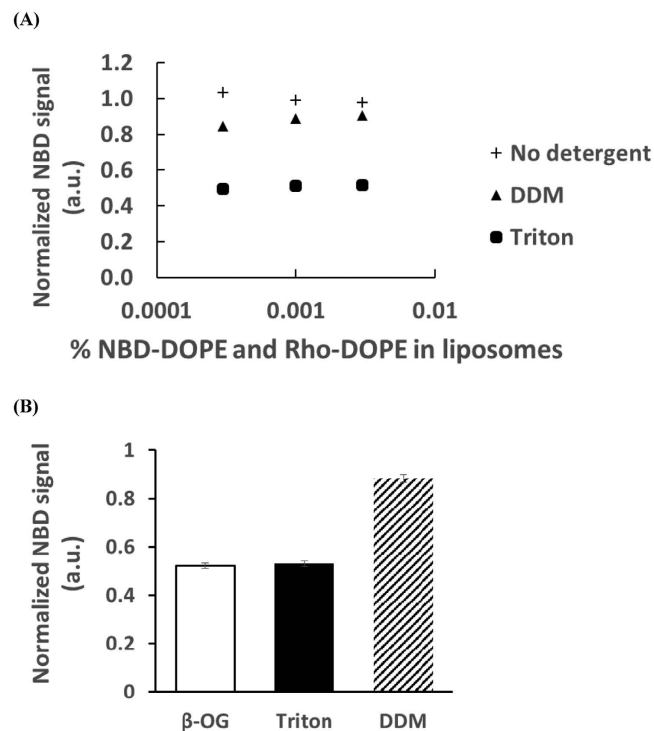 (A)
1.2
1.0
0.8
0.6
0.4
0.2
0.0
Normalized NBD signal
(a.u.)
0.0001
0.001
0.01
% NBD-DOPE and Rho-DOPE in liposomes
No detergent
DDM
Triton
(B)
1
0.8
0.6
0.4
0.2
0
Normalized NBD signal
(a.u.)
β-OG
Triton
DDM